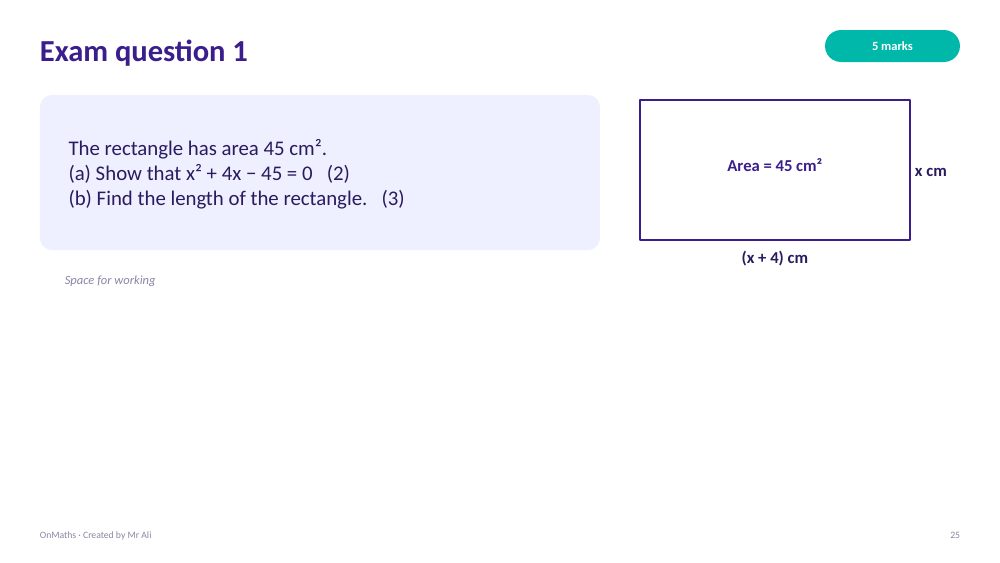 Exam question 1
5 marks
The rectangle has area 45 cm².
(a) Show that x² + 4x − 45 = 0 (2)
(b) Find the length of the rectangle. (3)
Area = 45 cm²
x cm
(x + 4) cm
Space for working
OnMaths · Created by Mr Ali
25